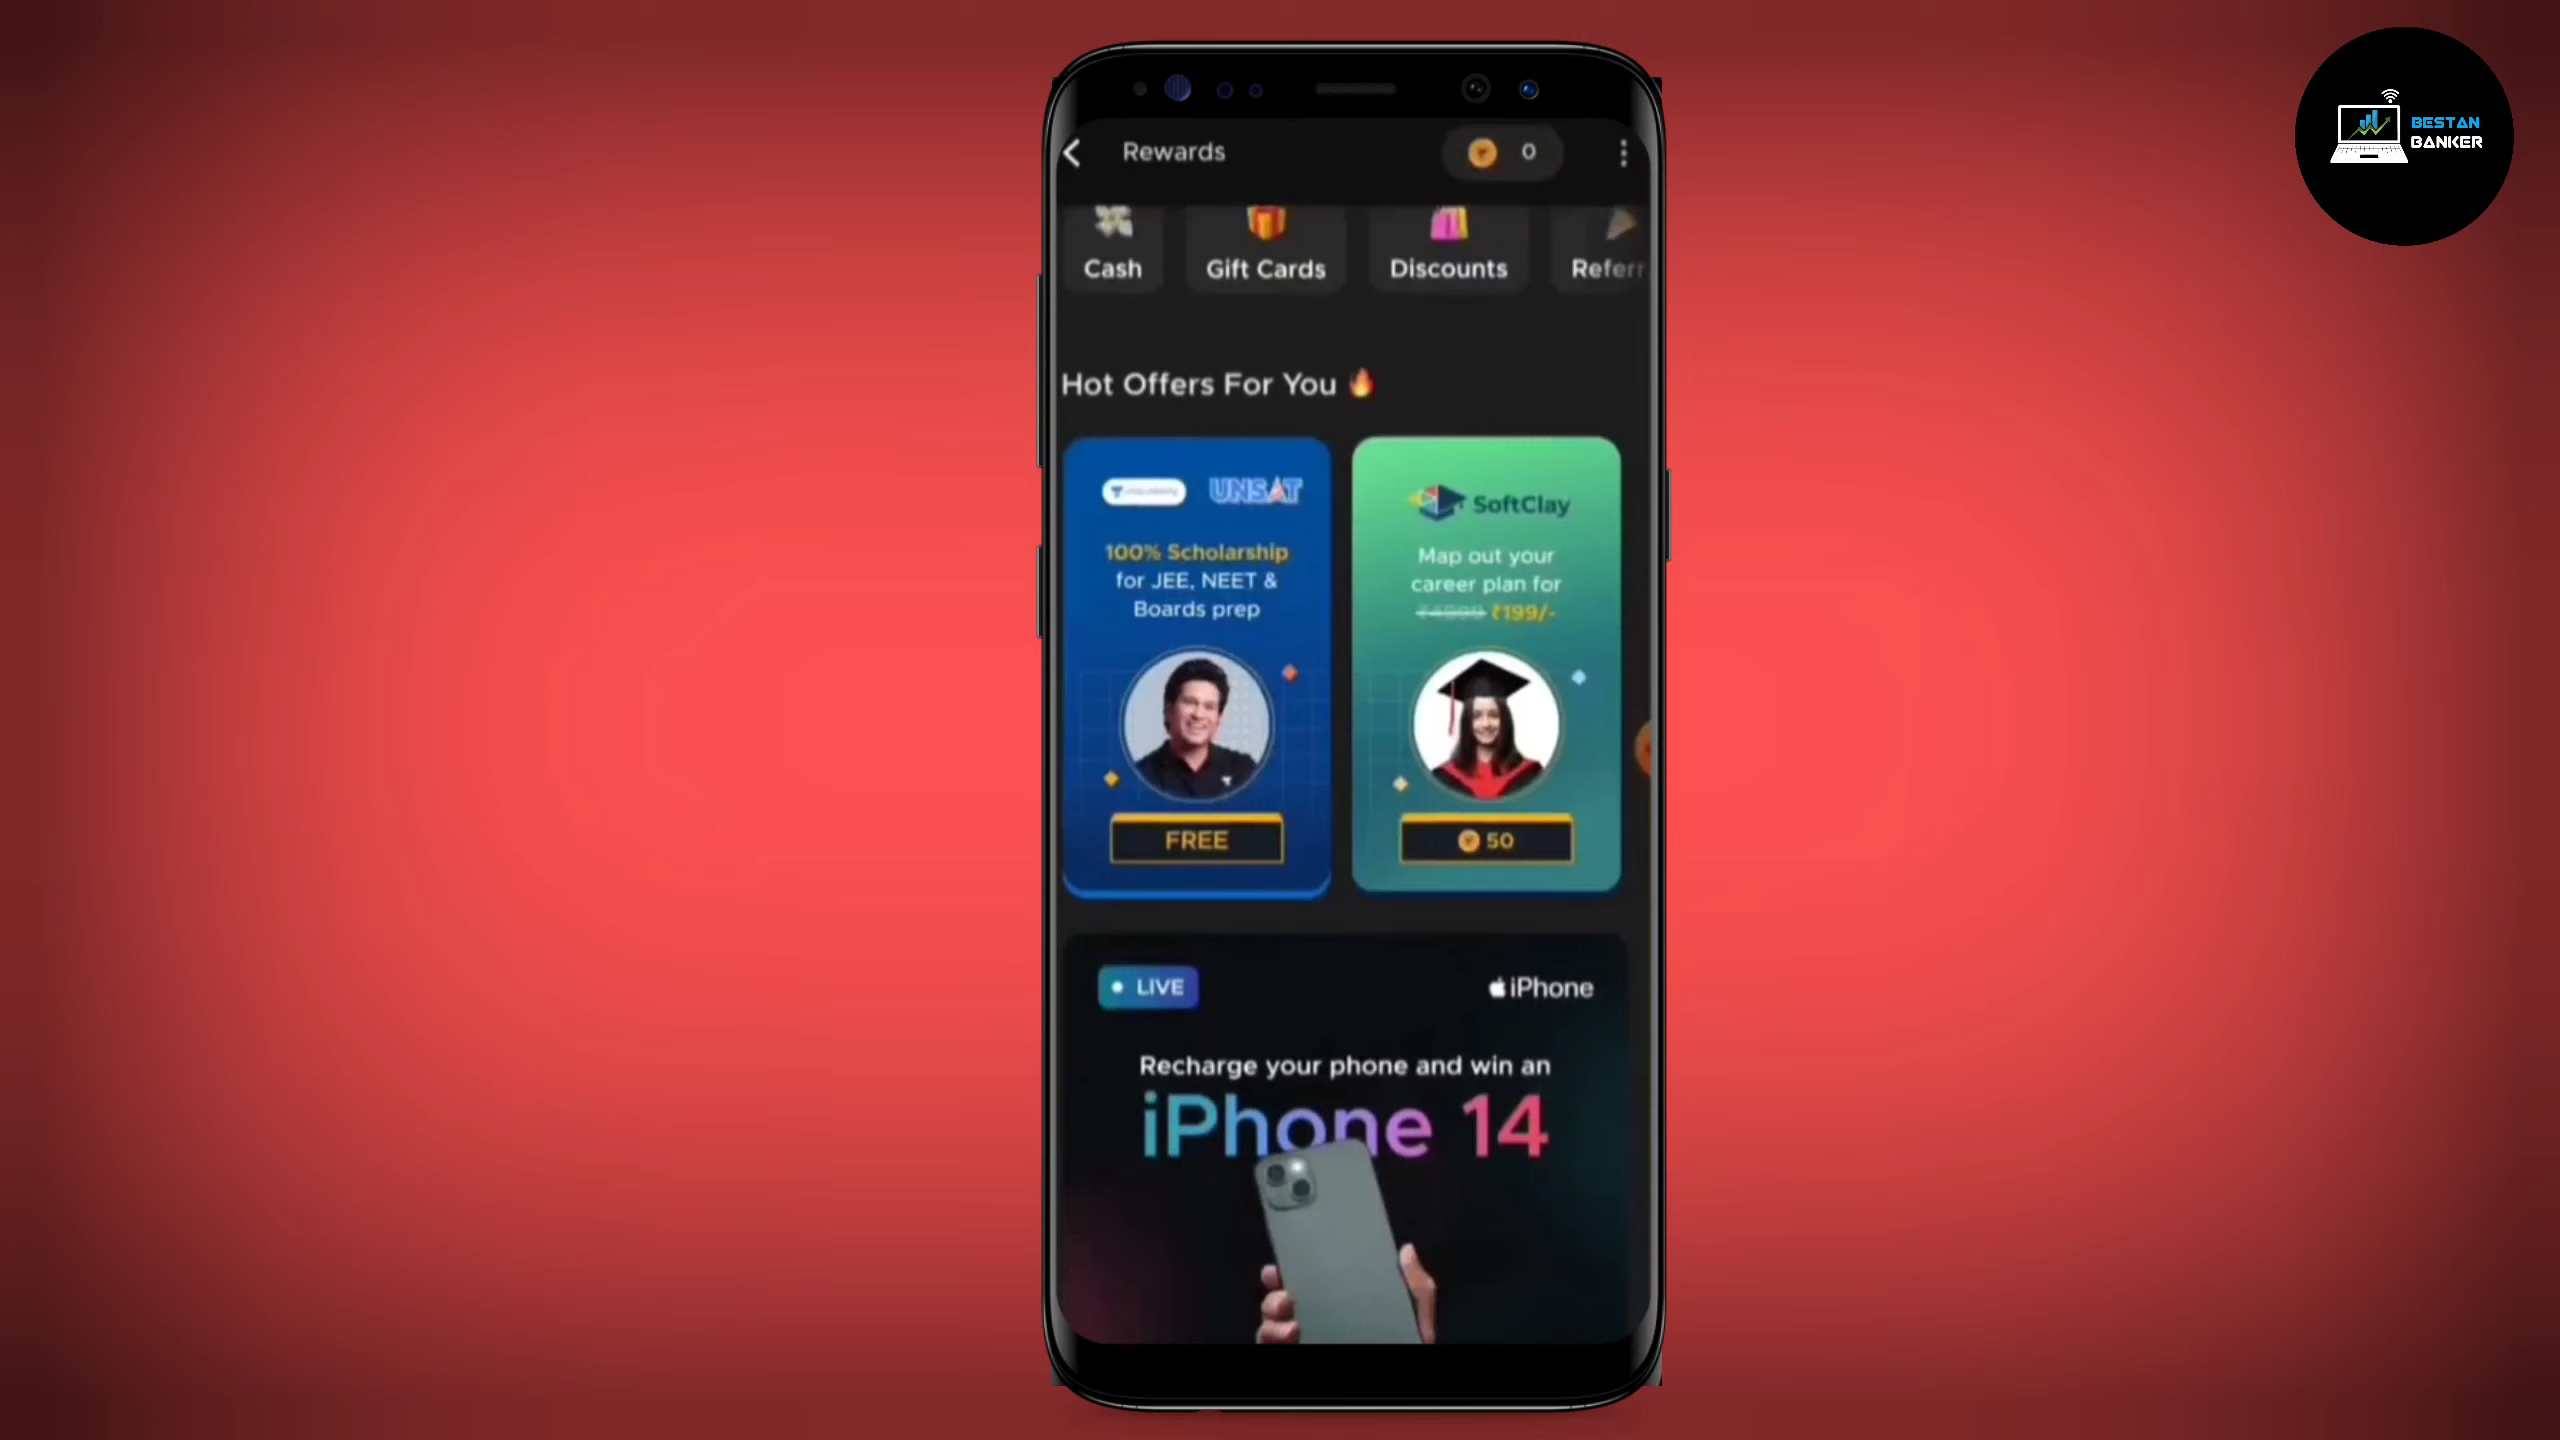 BESTAN
BANKER
Rewards
0
Cash
Gift Cards
Discounts
Referr
Hot Offers For You
UNSAT
100% Scholarship
for JEE, NEET &
Boards prep
FREE
SoftClay
Map out your
career plan for
₹4999 ₹199/-
50
LIVE
iPhone
Recharge your phone and win an
iPhone 14